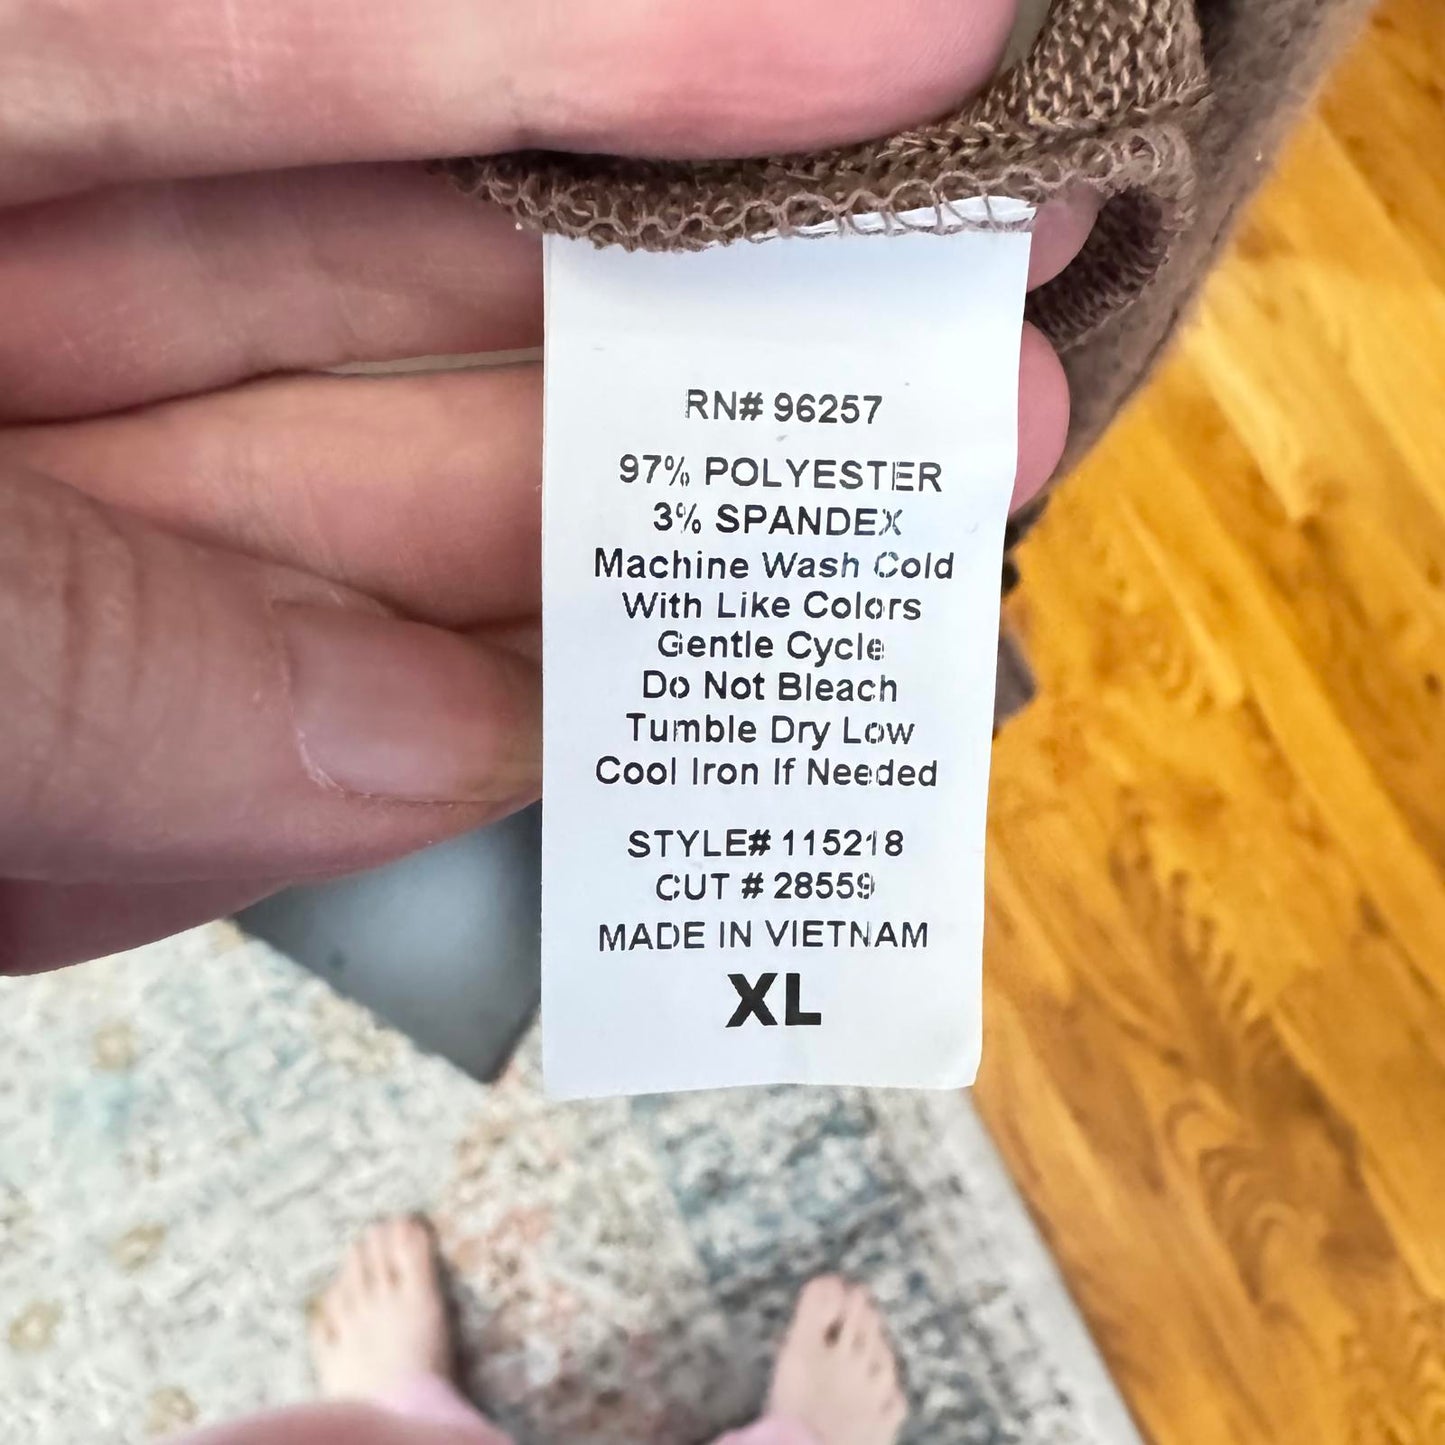 RN# 96257
97% POLYESTER
3% SPANDEX
Machine Wash Cold
With Like Colors
Gentle Cycle
Do Not Bleach
Tumble Dry Low
Cool Iron If Needed
STYLE# 115218
CUT # 28559
MADE IN VIETNAM
XL